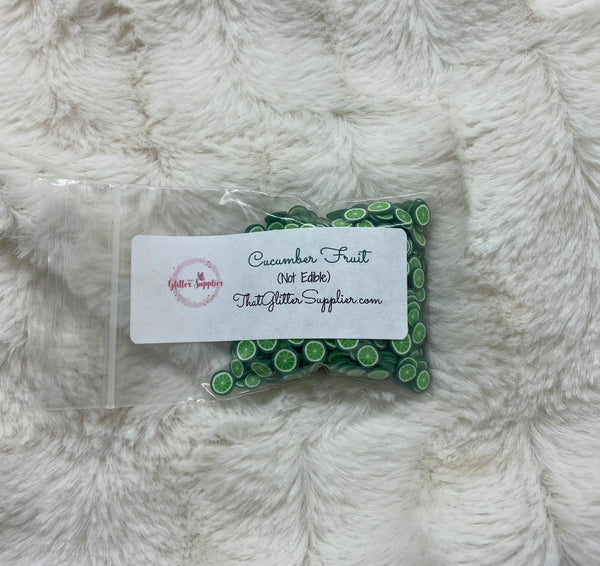 Glitter Supplier
Cucumber Fruit
(Not Edible)
ThatGlitterSupplier.com